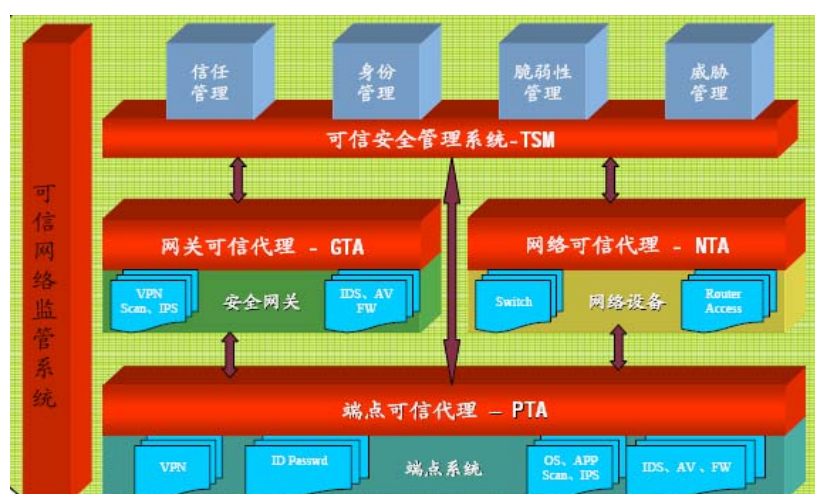 信任
管理
身份
管理
脆弱性
管理
威胁
管理
可信安全管理系统-TSM
可信网络监管系统
网关可信代理 - GTA
网络可信代理 - NTA
VPN
Scan、IPS
安全网关
IDS、AV
FW
Switch
网络设备
Router
Access
端点可信代理 – PTA
VPN
ID Passwd
端点系统
OS、APP
Scan、IPS
IDS、AV 、FW